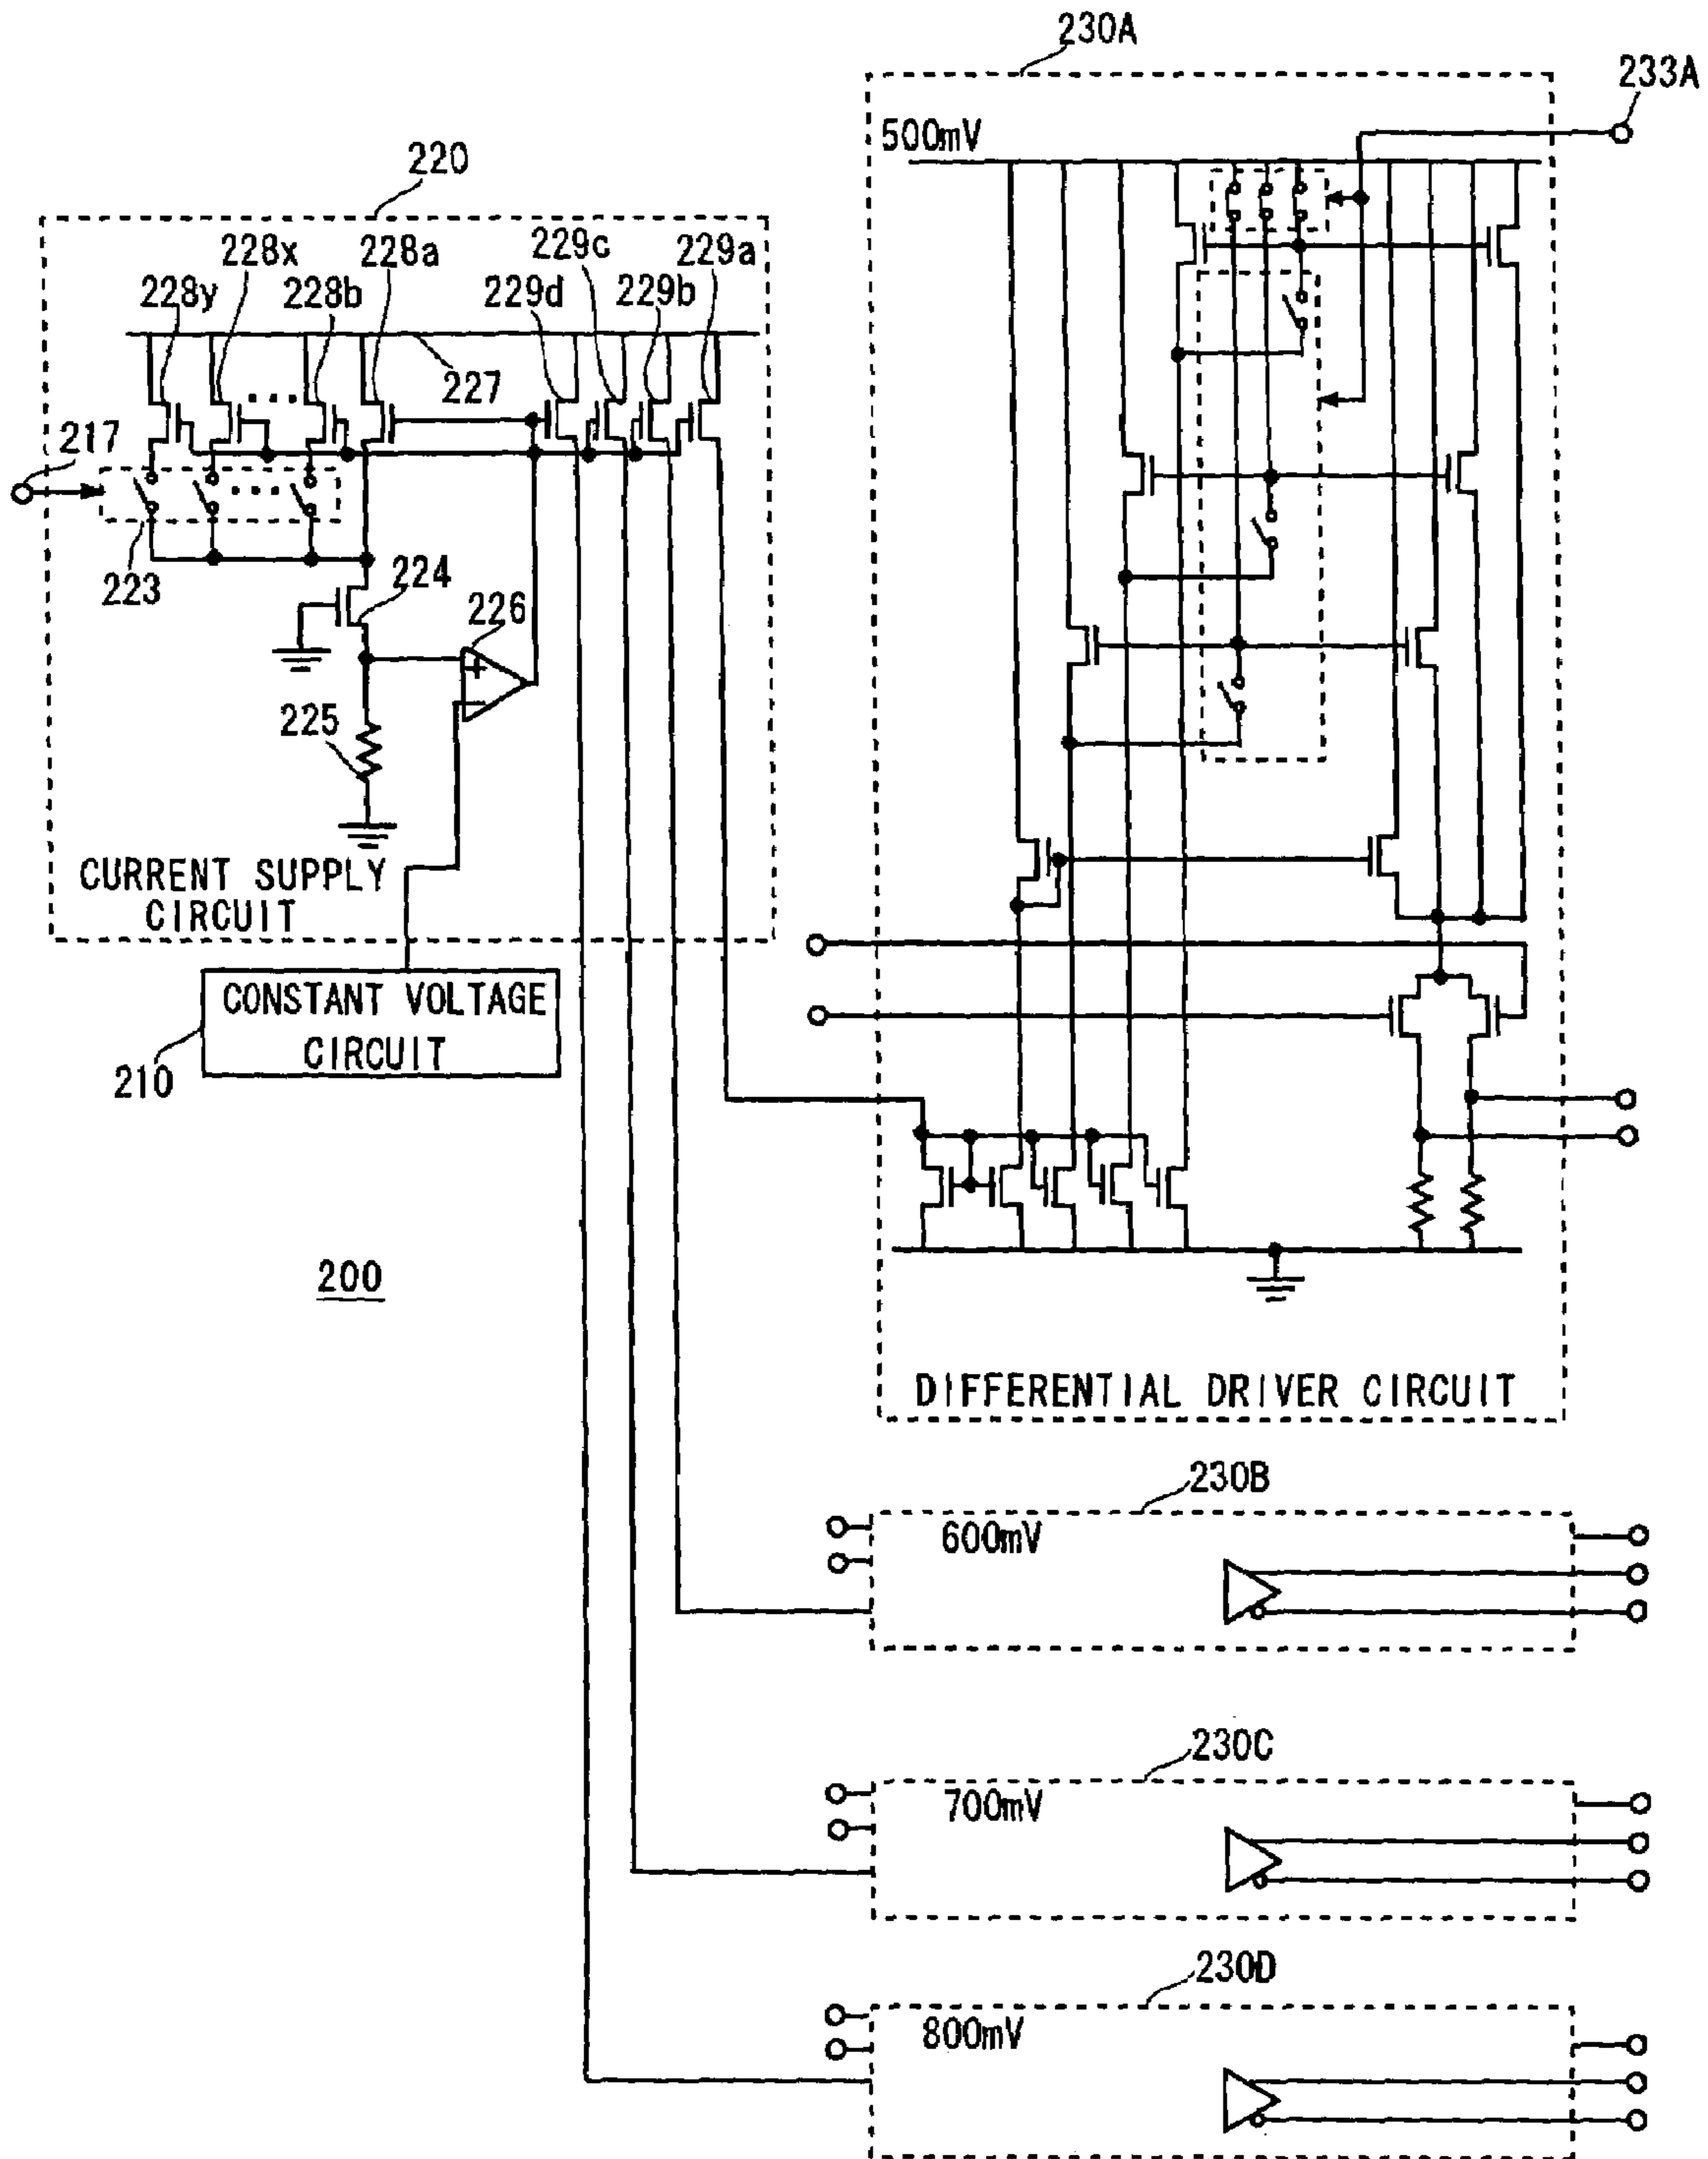 230A
233A
500mV
220
228y
228x
228b
228a
229d
229c
229b
229a
227
217
223
224
226
225
+
−
CURRENT SUPPLY
CIRCUIT
CONSTANT VOLTAGE
CIRCUIT
210
200
DIFFERENTIAL DRIVER CIRCUIT
230B
600mV
230C
700mV
230D
800mV